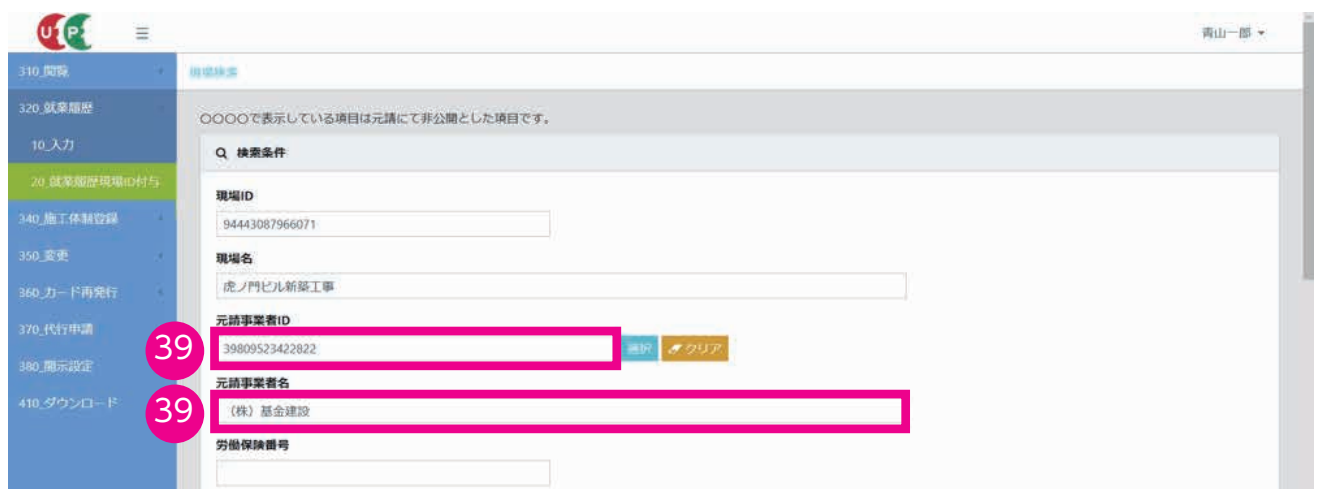 青山一郎
310_閲覧
現場検索
320_就業履歴
10_入力
20_就業履歴現場ID付与
340_施工体制登録
350_変更
360_カード再発行
370_代行申請
380_開示設定
410_ダウンロード
〇〇〇〇で表示している項目は元請にて非公開とした項目です。
検索条件
現場ID
94443087966071
現場名
虎ノ門ビル新築工事
元請事業者ID
39 39809523422822 選択 クリア
元請事業者名
39 （株）基金建設
労働保険番号